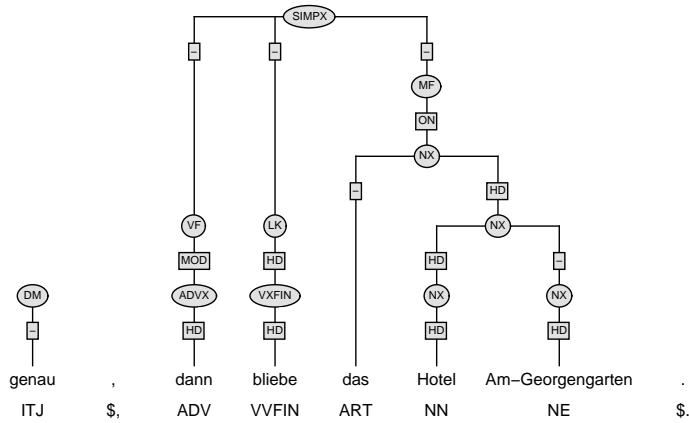 SIMPX
– – –
MF
ON
NX
– HD
VF LK NX
MOD HD HD –
DM ADVX VXFIN NX NX
– HD HD HD HD
genau , dann bliebe das Hotel Am–Georgengarten .
ITJ $, ADV VVFIN ART NN NE $.